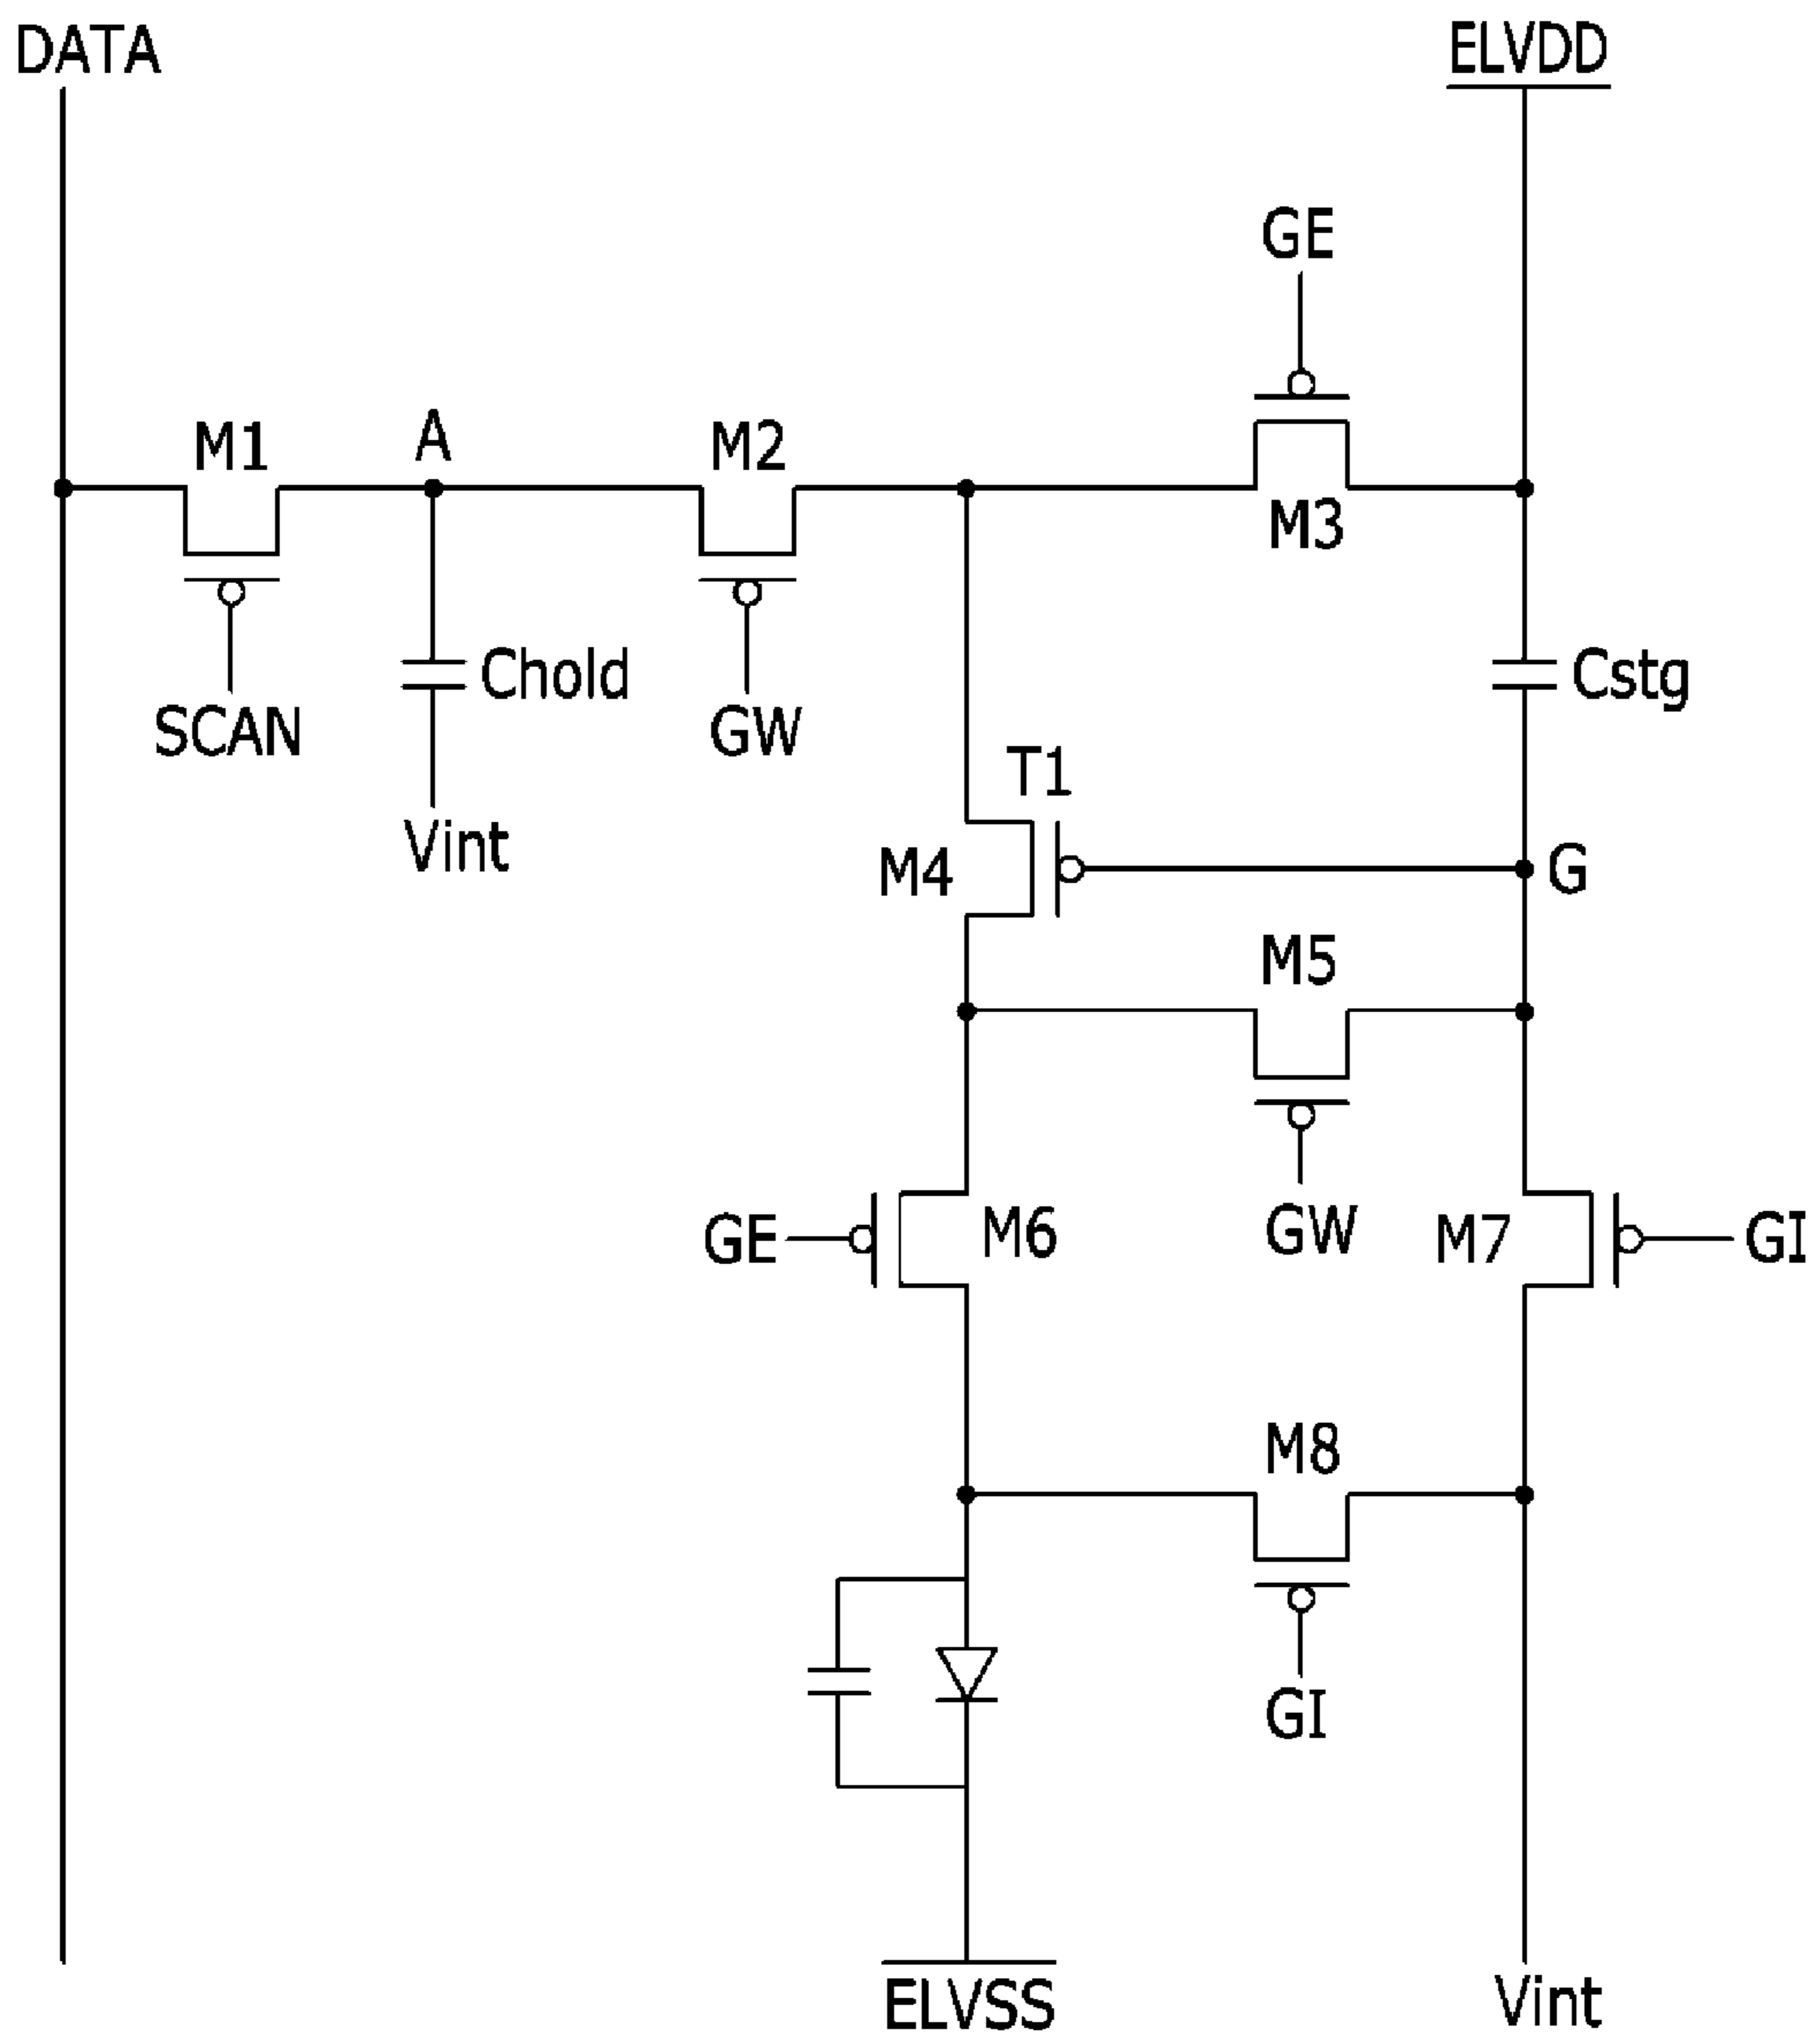 DATA
ELVDD
GE
M1
A
M2
M3
Chold
Cstg
SCAN
GW
T1
Vint
M4
G
M5
GE
M6
GW
M7
GI
M8
GI
ELVSS
Vint